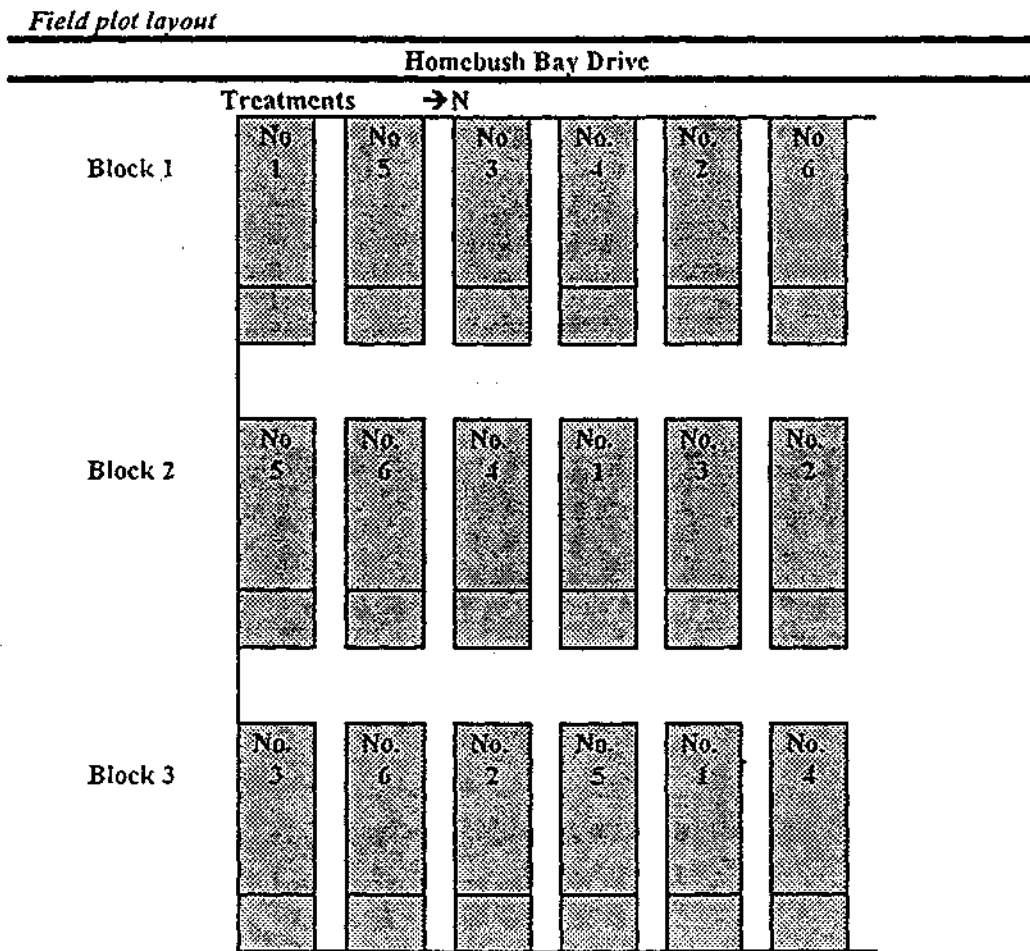 Field plot layout
Homebush Bay Drive
Treatments →N
Block 1
No 1
No 5
No. 3
No. 4
No. 2
No. 6
Block 2
No. 5
No. 6
No. 4
No. 1
No. 3
No. 2
Block 3
No. 3
No. 6
No. 2
No. 5
No. 1
No. 4